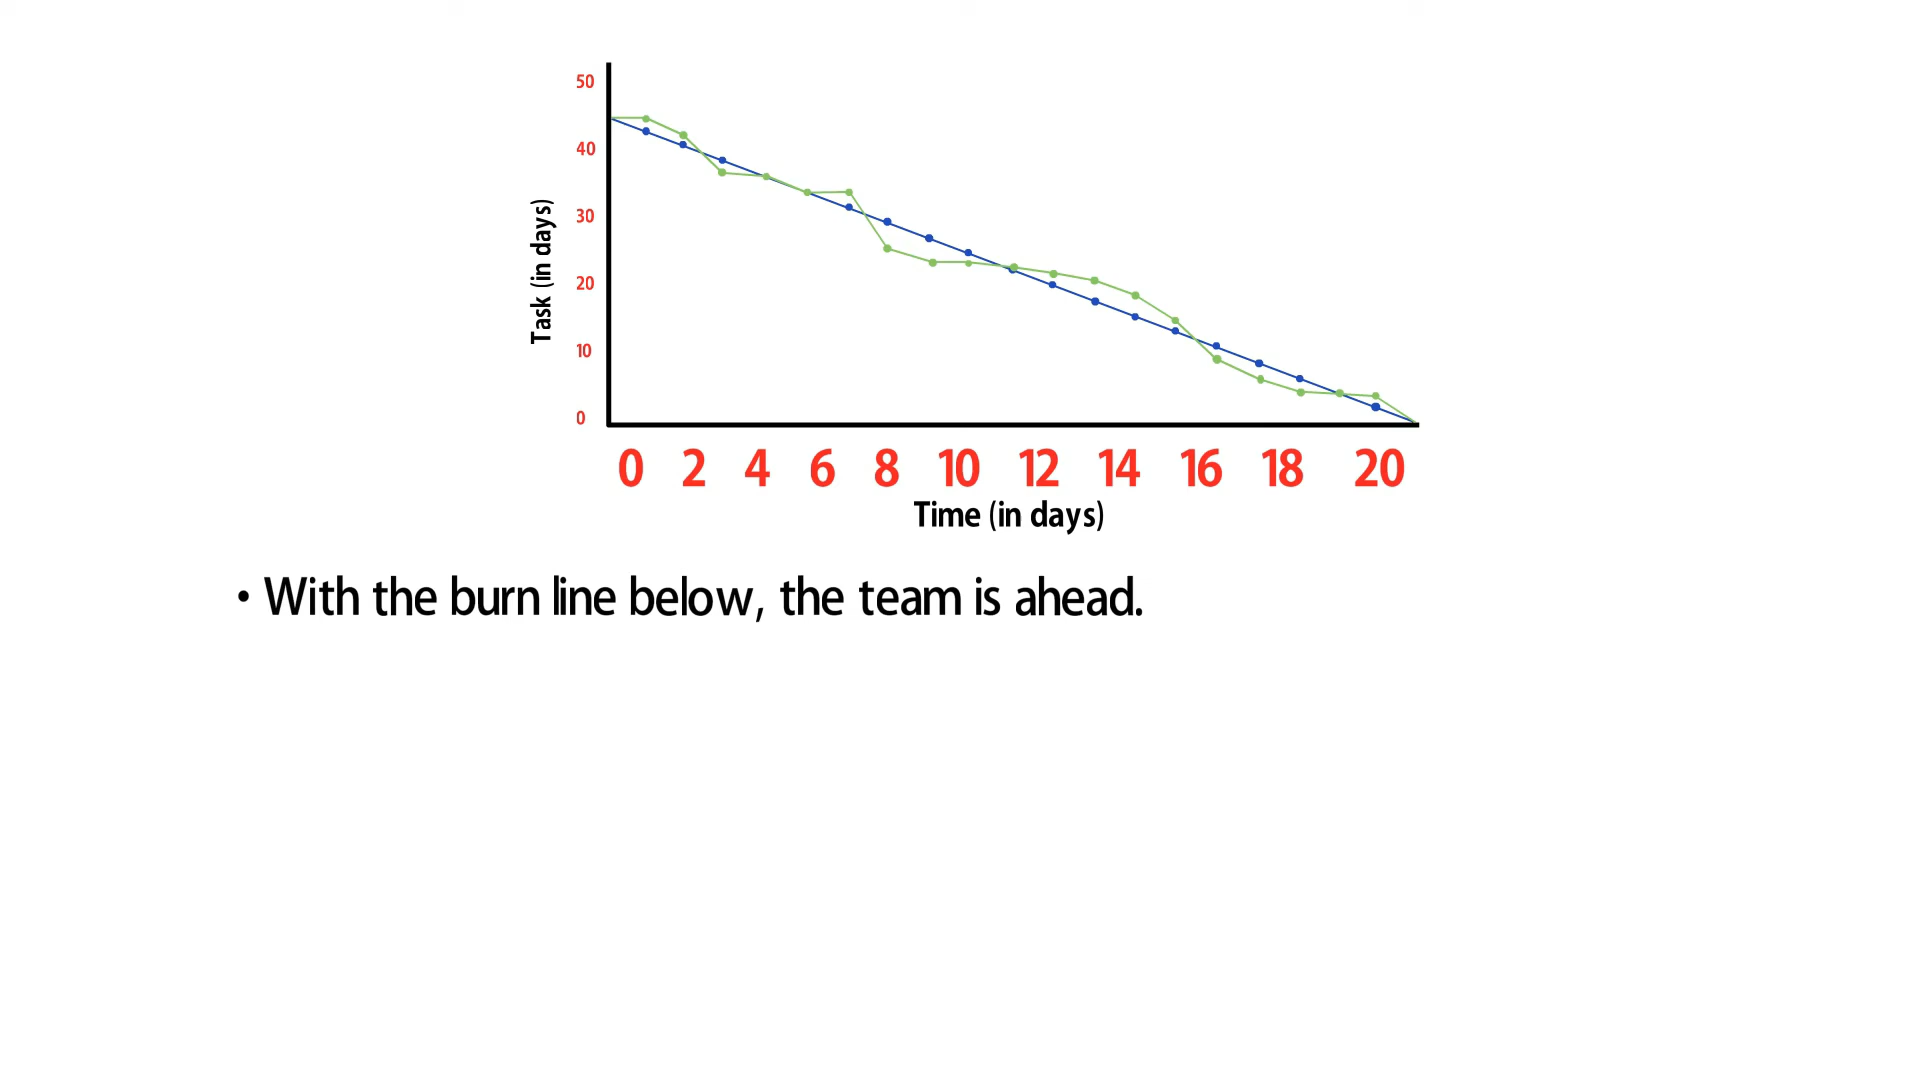 50
40
30
20
10
0
Task (in days)
0 2 4 6 8 10 12 14 16 18 20
Time (in days)
• With the burn line below, the team is ahead.